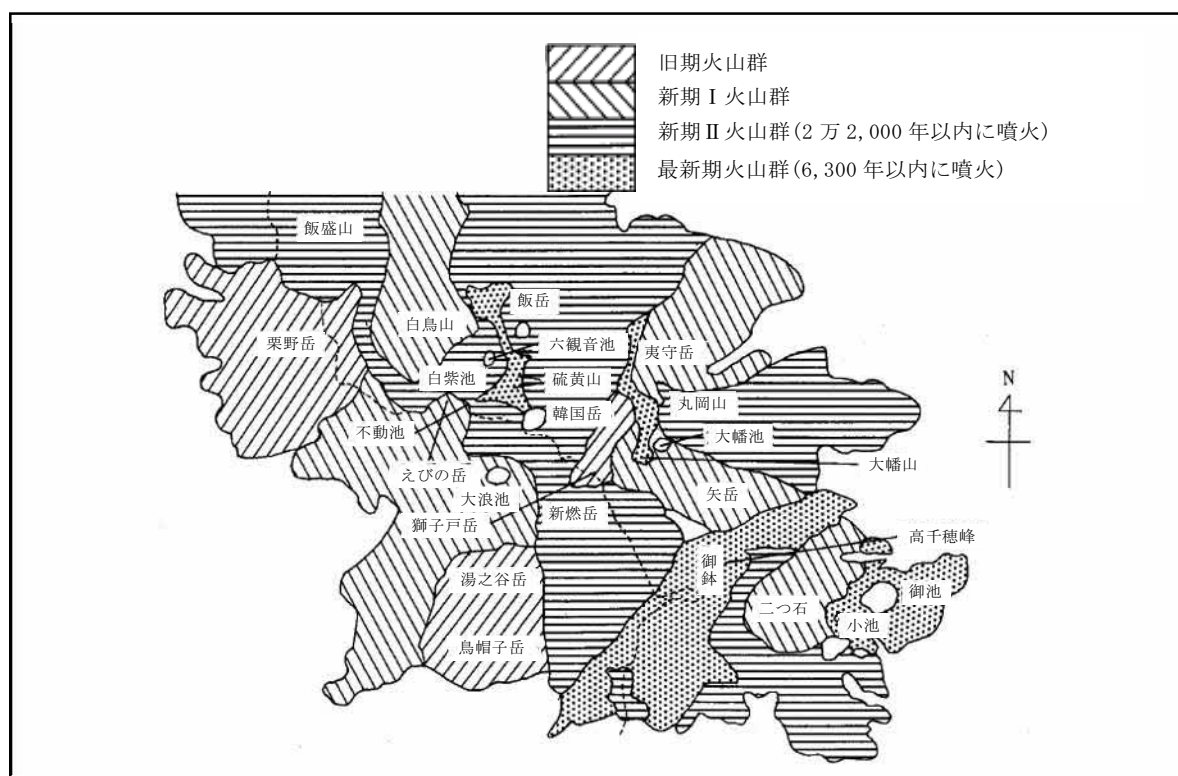 旧期火山群
新期Ⅰ火山群
新期Ⅱ火山群(2 万 2,000 年以内に噴火)
最新期火山群(6,300 年以内に噴火)
飯盛山
飯岳
白鳥山
六観音池
夷守岳
栗野岳
白紫池
硫黄山
丸岡山
韓国岳
不動池
大幡池
N
えびの岳
大幡山
大浪池
矢岳
獅子戸岳
新燃岳
高千穂峰
御鉢
湯之谷岳
御池
二つ石
小池
烏帽子岳